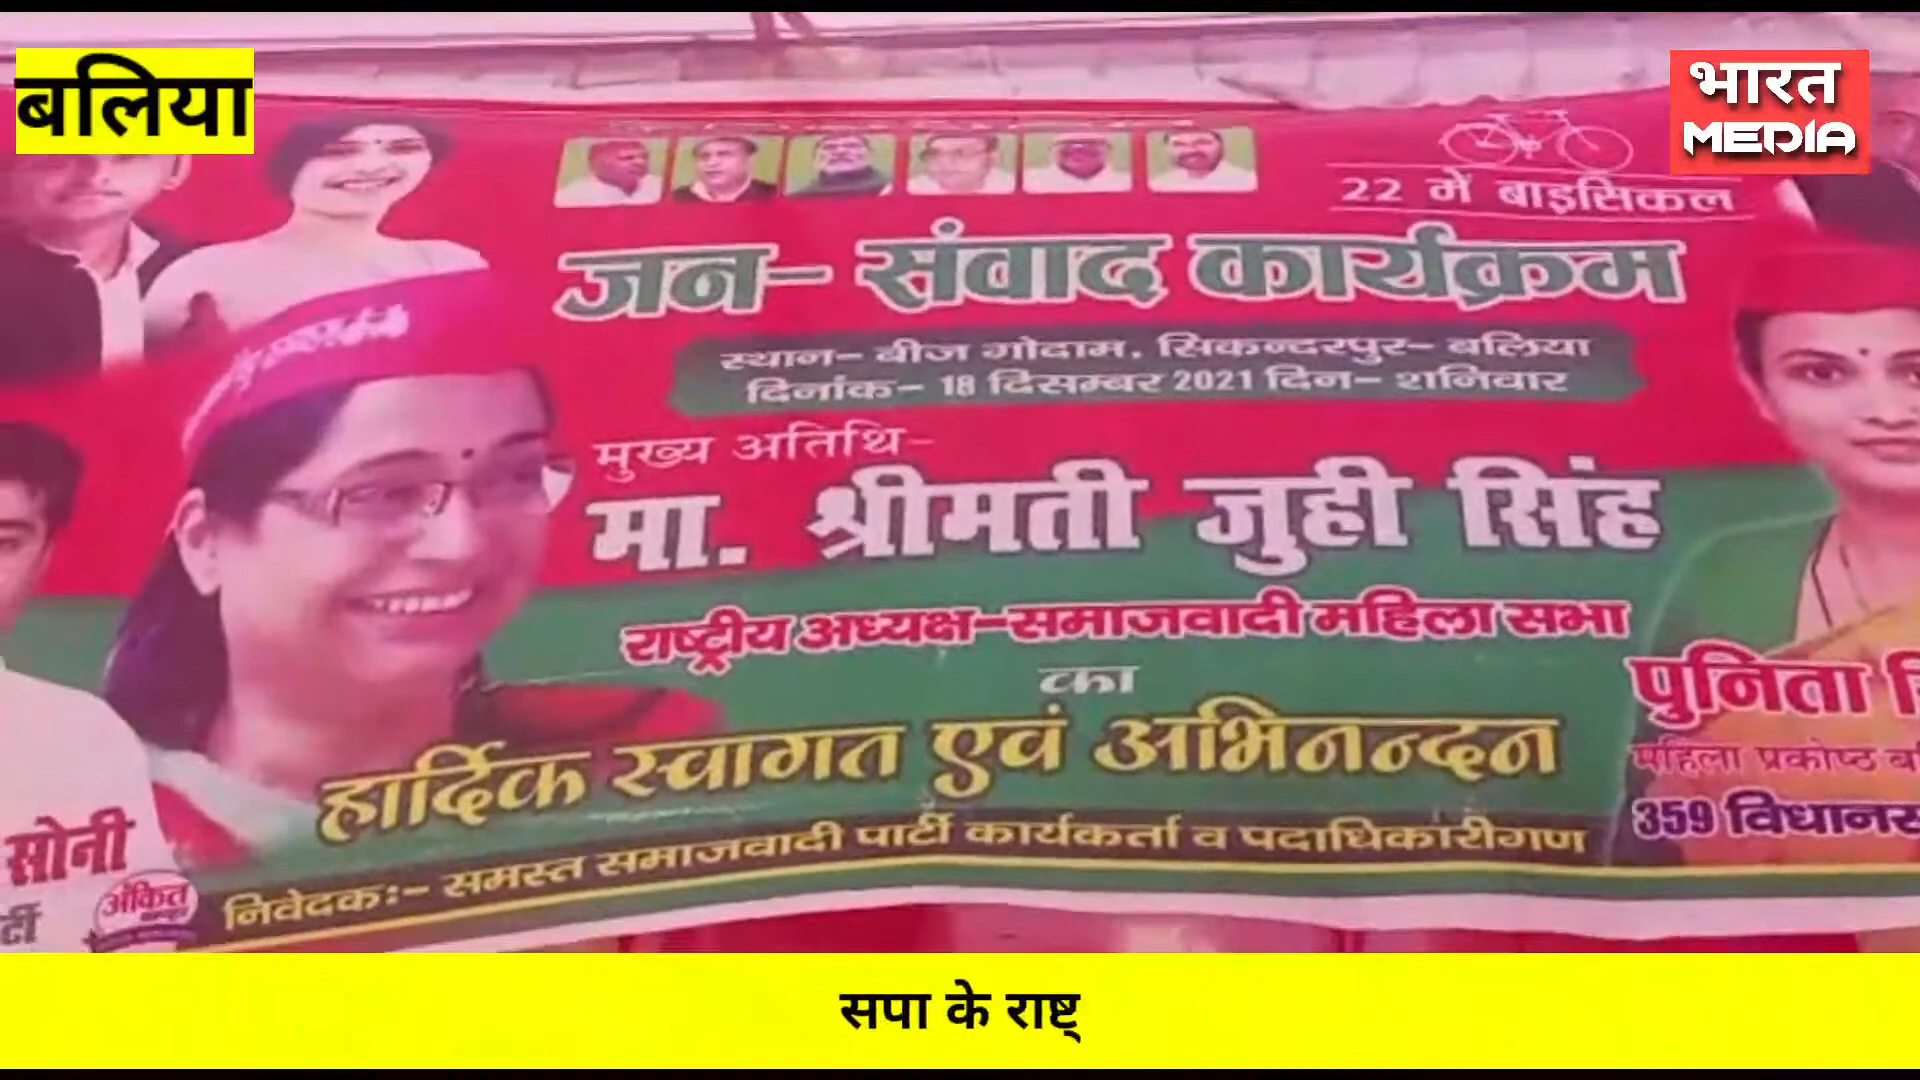 बलिया
भारत
MEDIA
22 में बाइसिकल
जन- संवाद कार्यक्रम
स्थान- बीज गोदाम, सिकन्दरपुर- बलिया
दिनांक- 18 दिसम्बर 2021 दिन- शनिवार
मुख्य अतिथि-
मा. श्रीमती जुही सिंह
राष्ट्रीय अध्यक्ष-समाजवादी महिला सभा
का
हार्दिक स्वागत एवं अभिनन्दन
निवेदक:- समस्त समाजवादी पार्टी कार्यकर्ता व पदाधिकारीगण
पुनिता
महिला प्रकोष्ठ
359
सोनी
अंकित
सपा के राष्ट्